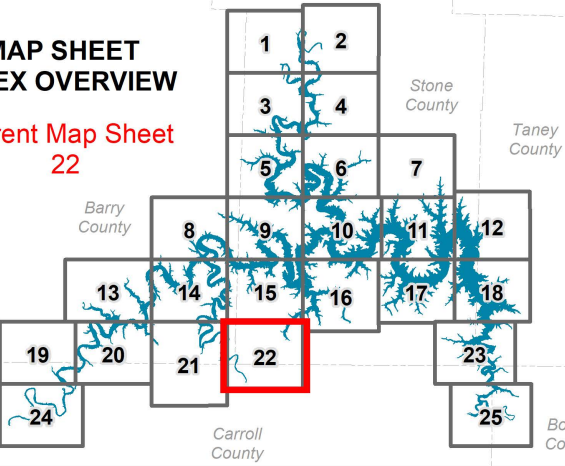 MAP SHEET
EX OVERVIEW
rent Map Sheet
22
1
2
Stone
County
3
4
Taney
County
5
6
7
Barry
County
8
9
10
11
12
13
14
15
16
17
18
19
20
21
22
23
24
25
Carroll
County
Bo
Co